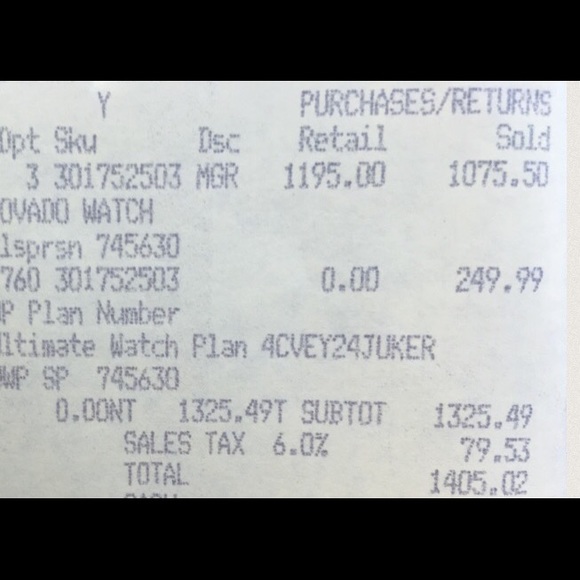 Y PURCHASES/RETURNS
Dpt Sku Dsc Retail Sold
3 301752503 MGR 1195.00 1075.50
OVADO WATCH
lsprsn 745630
760 301752503 0.00 249.99
P Plan Number
ltimate Watch Plan 4CVEY24JUKER
WP SP 745630
0.00NT 1325.49T SUBTOT 1325.49
SALES TAX 6.0% 79.53
TOTAL 1405.02